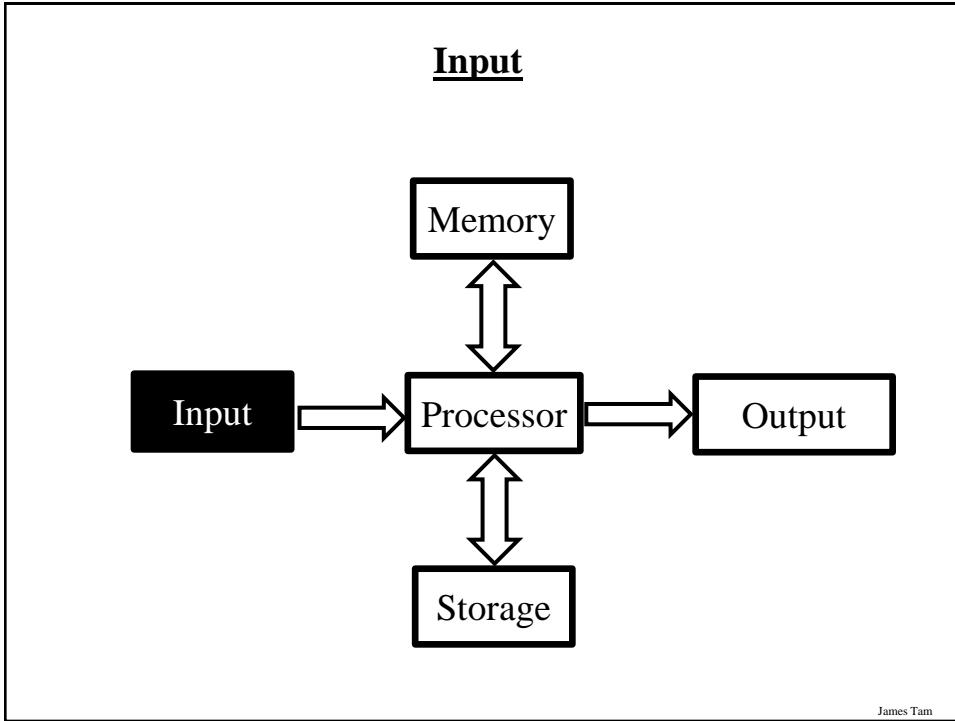 Input
Memory
Input
Processor
Output
Storage
James Tam